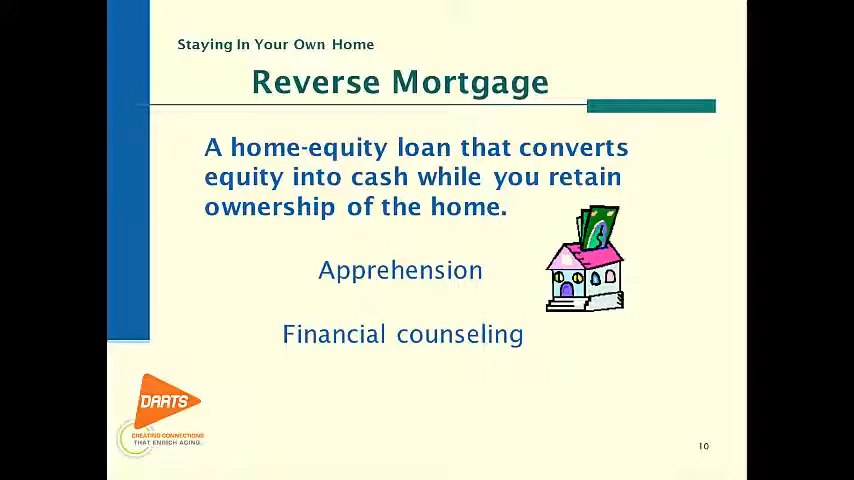 Staying In Your Own Home
Reverse Mortgage
A home-equity loan that converts
equity into cash while you retain
ownership of the home.
Apprehension
Financial counseling
DARTS
CREATING CONNECTIONS
THAT ENRICH AGING.
10